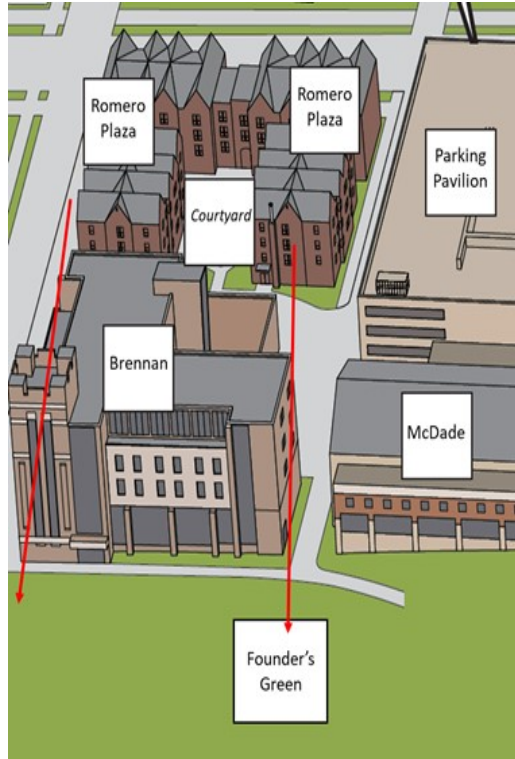 Romero
Plaza
Romero
Plaza
Parking
Pavilion
Courtyard
Brennan
McDade
Founder's
Green